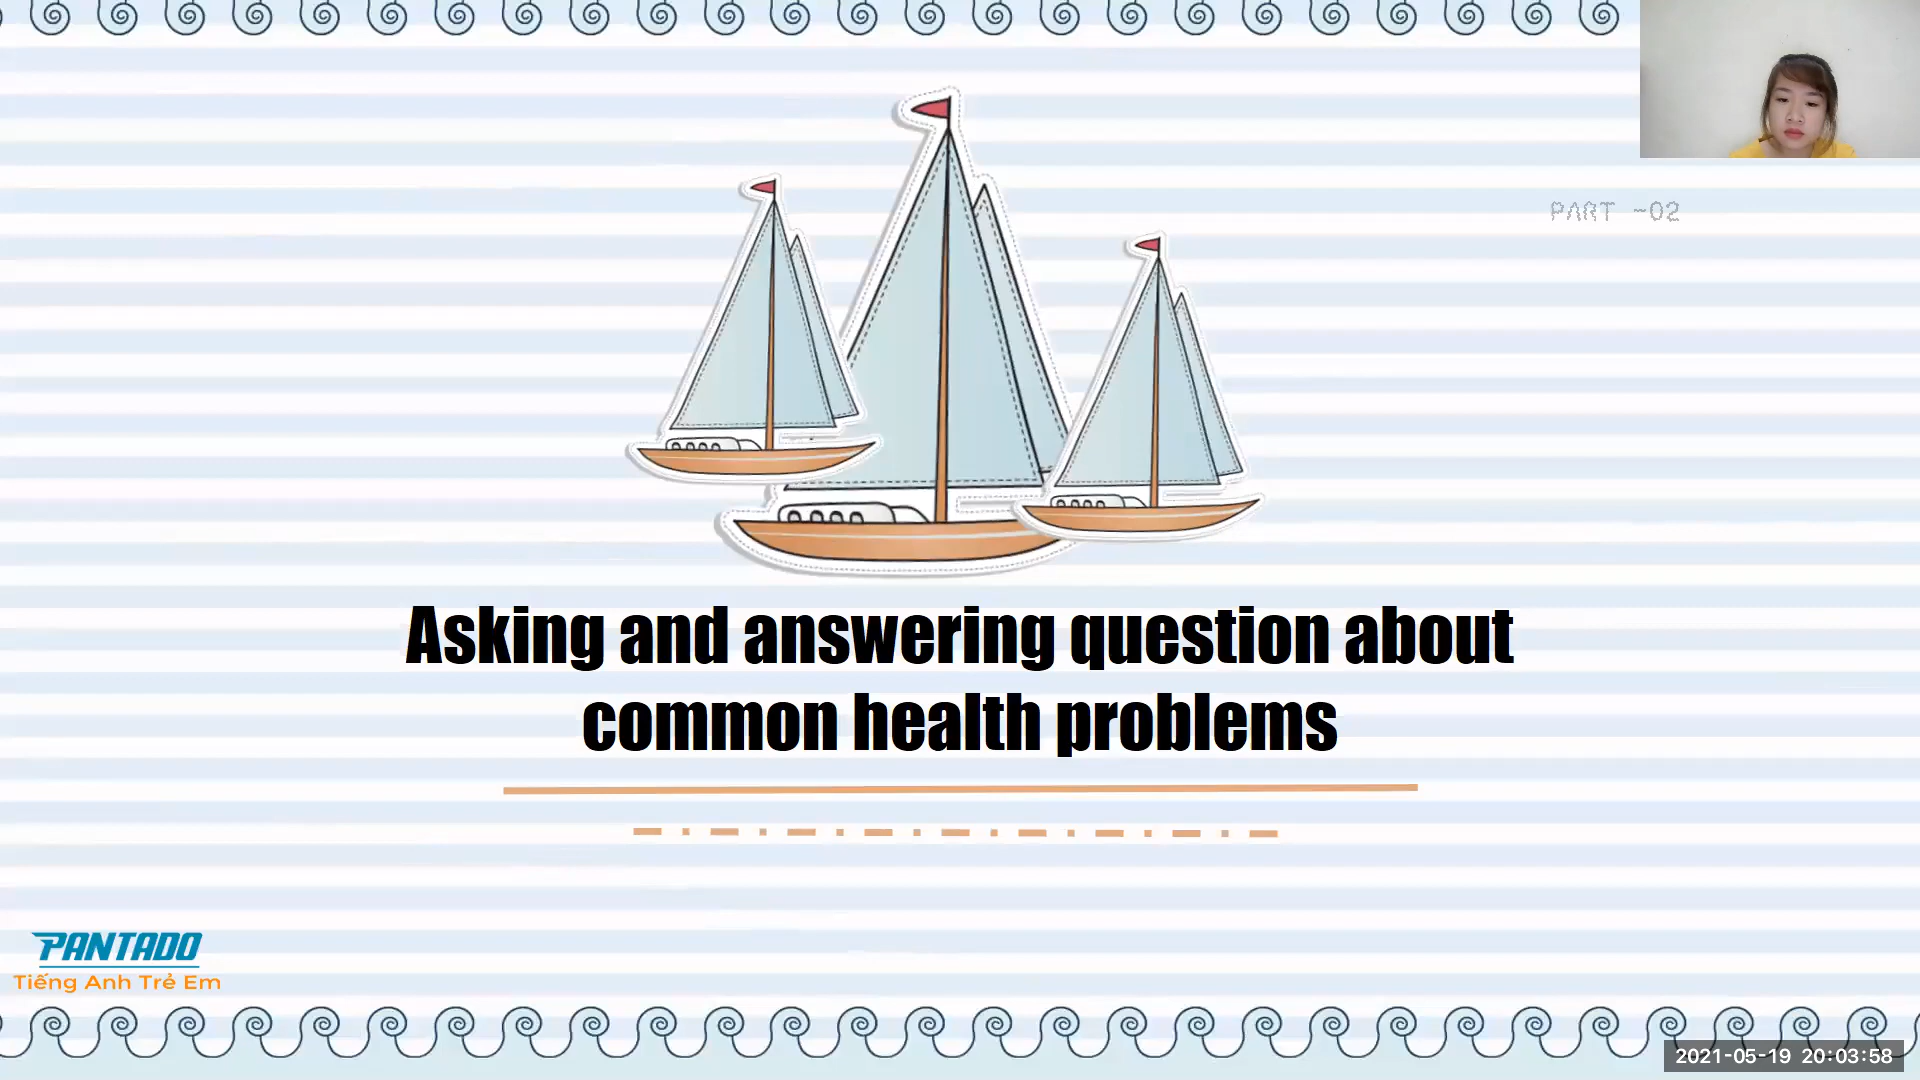 PART -02
Asking and answering question about
common health problems
PANTADO
Tiếng Anh Trẻ Em
2021-05-19 20:03:58